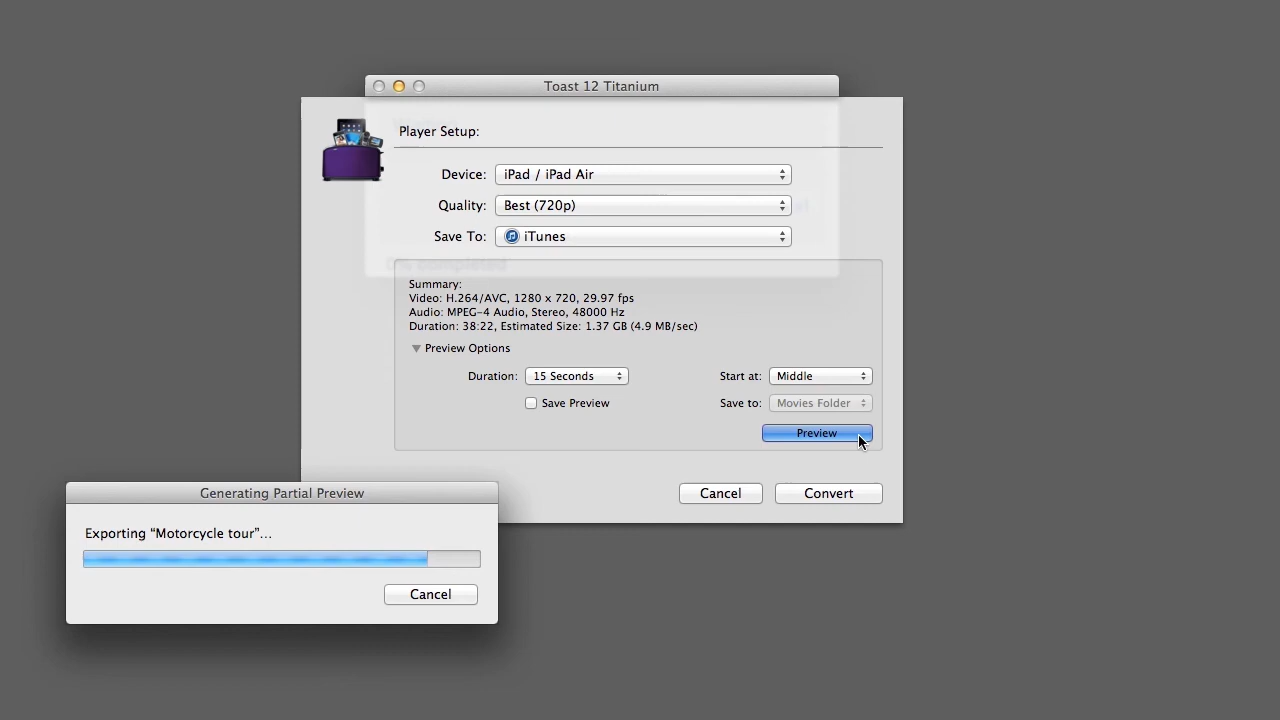 Toast 12 Titanium
Player Setup:
Device: iPad / iPad Air
Quality: Best (720p)
Save To: iTunes
0% completed
Summary:
Video: H.264/AVC, 1280 x 720, 29.97 fps
Audio: MPEG-4 Audio, Stereo, 48000 Hz
Duration: 38:22, Estimated Size: 1.37 GB (4.9 MB/sec)
Preview Options
Duration: 15 Seconds Start at: Middle
Save Preview Save to: Movies Folder
Preview
Cancel Convert
Generating Partial Preview
Exporting “Motorcycle tour”...
Cancel